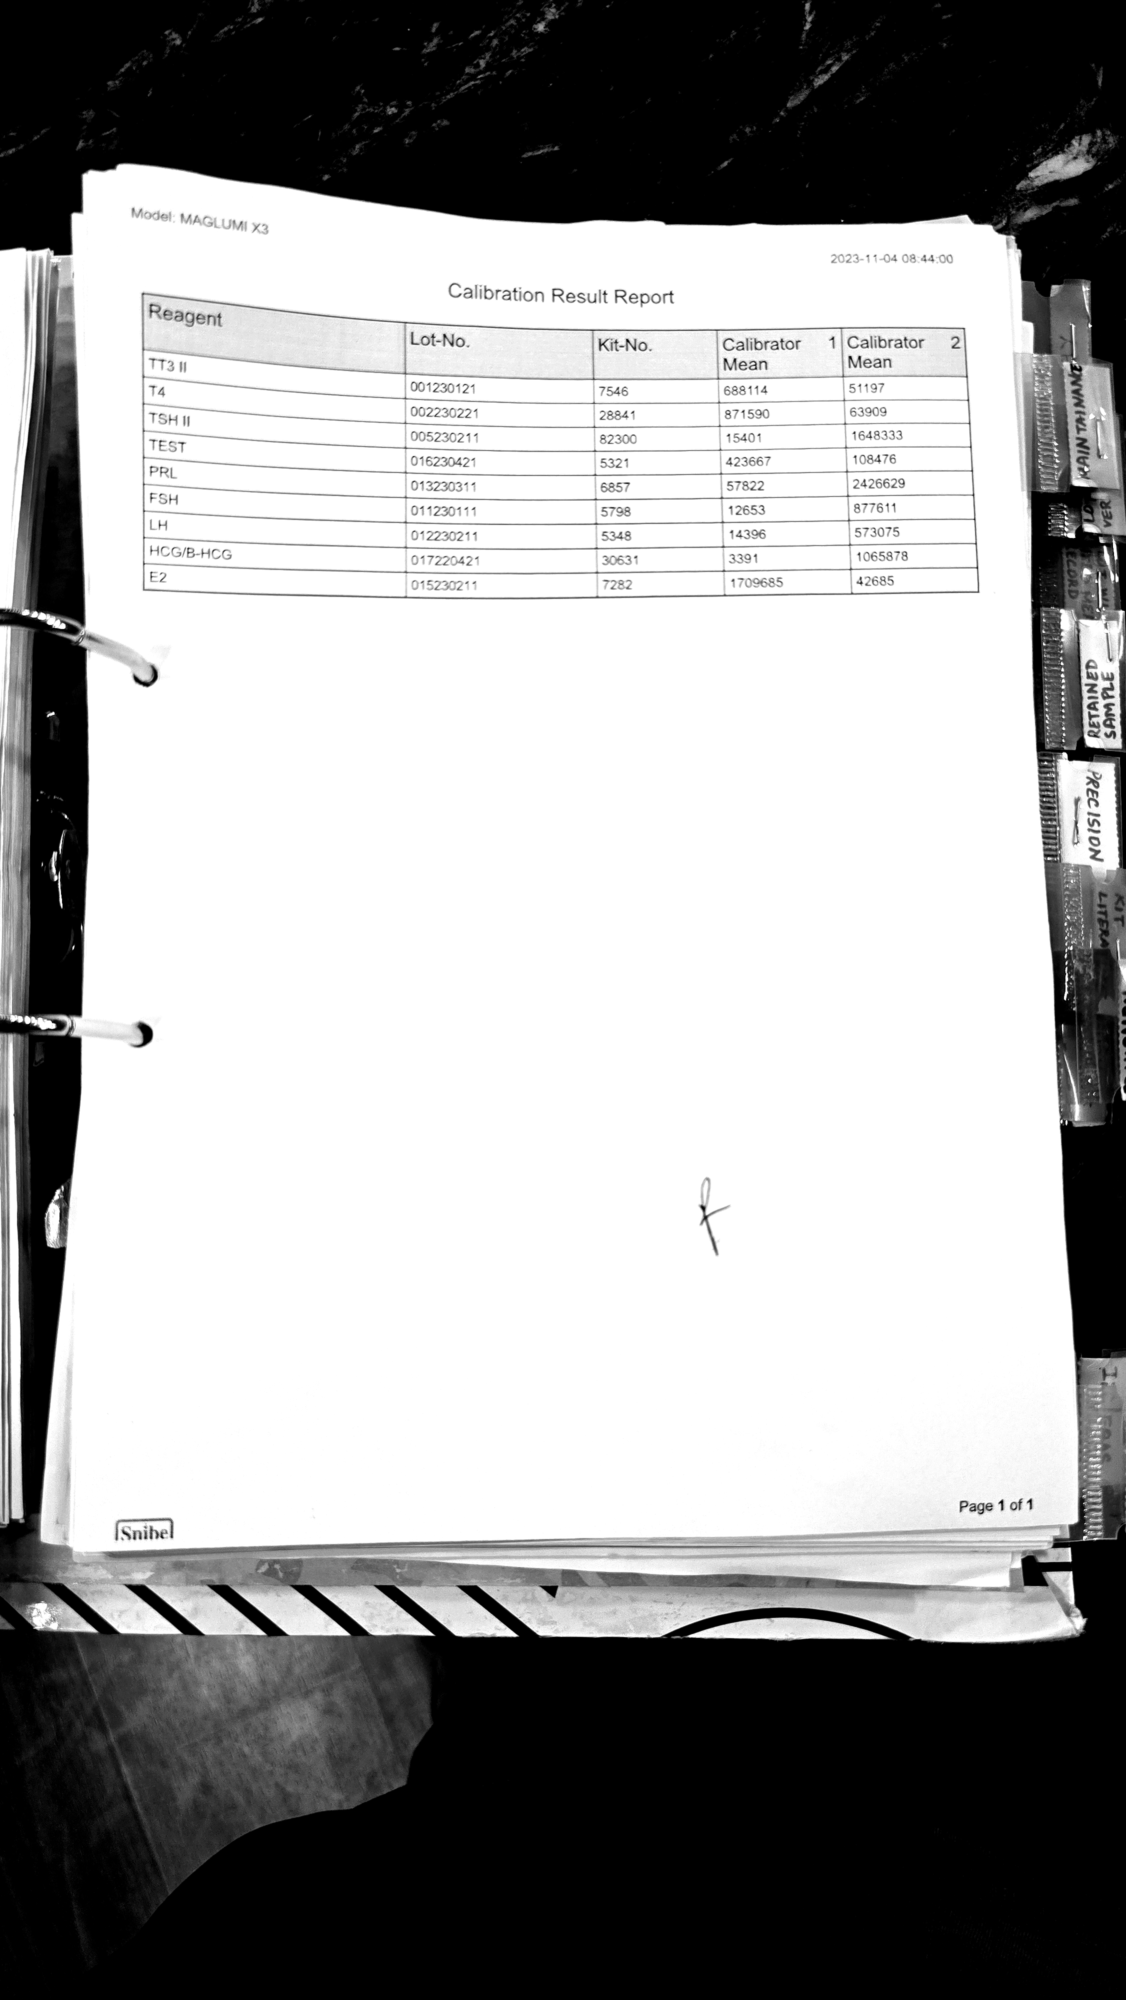 Model: MAGLUMI X3
2023-11-04 08:44:00
Calibration Result Report
Reagent Lot-No. Kit-No. Calibrator 1 Mean Calibrator 2 Mean
TT3 II 001230121 7546 688114 51197
T4 002230221 28841 871590 63909
TSH II 005230211 82300 15401 1648333
TEST 016230421 5321 423667 108476
PRL 013230311 6857 57822 2426629
FSH 011230111 5798 12653 877611
LH 012230211 5348 14396 573075
HCG/B-HCG 017220421 30631 3391 1065878
E2 015230211 7282 1709685 42685
RETAINED
SAMPLE
PRECISION
KIT
Snibe
Page 1 of 1